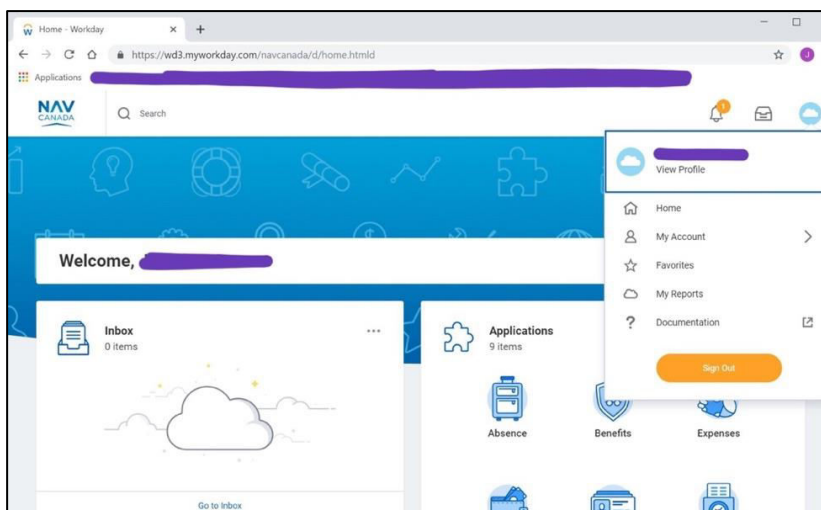 Home - Workday
https://wd3.myworkday.com/navcanada/d/home.htmld
J
Applications
NAV
CANADA
Search
1
View Profile
Home
My Account
Favorites
My Reports
Documentation
Sign Out
Welcome,
Inbox
0 items
Go to Inbox
Applications
9 items
Absence
Benefits
Expenses